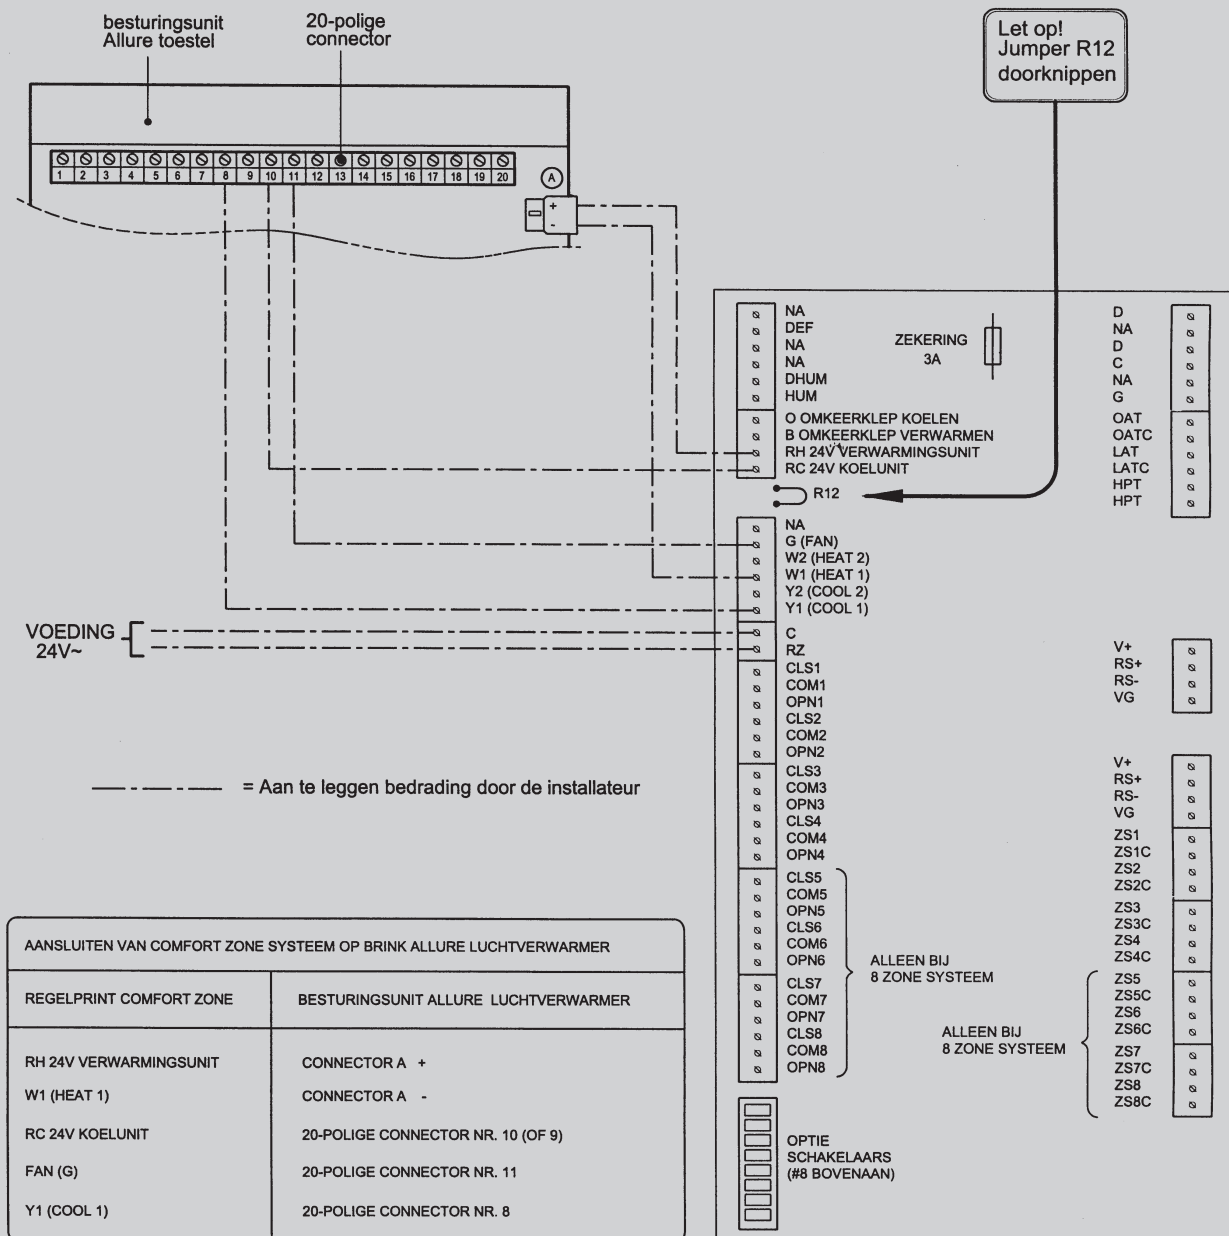 besturingsunit
Allure toestel
20-polige
connector
Let op!
Jumper R12
doorknippen
1 2 3 4 5 6 7 8 9 10 11 12 13 14 15 16 17 18 19 20
A
+
-
NA
DEF
NA
NA
DHUM
HUM
O OMKEERKLEP KOELEN
B OMKEERKLEP VERWARMEN
RH 24V VERWARMINGSUNIT
RC 24V KOELUNIT
R12
NA
G (FAN)
W2 (HEAT 2)
W1 (HEAT 1)
Y2 (COOL 2)
Y1 (COOL 1)
C
RZ
CLS1
COM1
OPN1
CLS2
COM2
OPN2
CLS3
COM3
OPN3
CLS4
COM4
OPN4
CLS5
COM5
OPN5
CLS6
COM6
OPN6
CLS7
COM7
OPN7
CLS8
COM8
OPN8
ALLEEN BIJ
8 ZONE SYSTEEM
OPTIE
SCHAKELAARS
(#8 BOVENAAN)
ZEKERING
3A
D
NA
D
C
NA
G
OAT
OATC
LAT
LATC
HPT
HPT
V+
RS+
RS-
VG
V+
RS+
RS-
VG
ZS1
ZS1C
ZS2
ZS2C
ZS3
ZS3C
ZS4
ZS4C
ZS5
ZS5C
ZS6
ZS6C
ZS7
ZS7C
ZS8
ZS8C
ALLEEN BIJ
8 ZONE SYSTEEM
VOEDING
24V~
= Aan te leggen bedrading door de installateur
AANSLUITEN VAN COMFORT ZONE SYSTEEM OP BRINK ALLURE LUCHTVERWARMER
REGELPRINT COMFORT ZONE BESTURINGSUNIT ALLURE LUCHTVERWARMER
RH 24V VERWARMINGSUNIT CONNECTOR A +
W1 (HEAT 1) CONNECTOR A -
RC 24V KOELUNIT 20-POLIGE CONNECTOR NR. 10 (OF 9)
FAN (G) 20-POLIGE CONNECTOR NR. 11
Y1 (COOL 1) 20-POLIGE CONNECTOR NR. 8